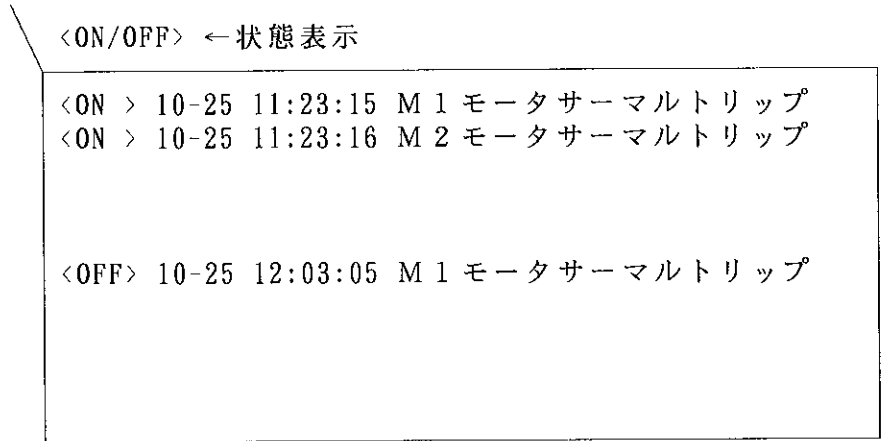 <ON/OFF> ←状態表示
<ON > 10-25 11:23:15 M1モータサーマルトリップ
<ON > 10-25 11:23:16 M2モータサーマルトリップ
<OFF> 10-25 12:03:05 M1モータサーマルトリップ